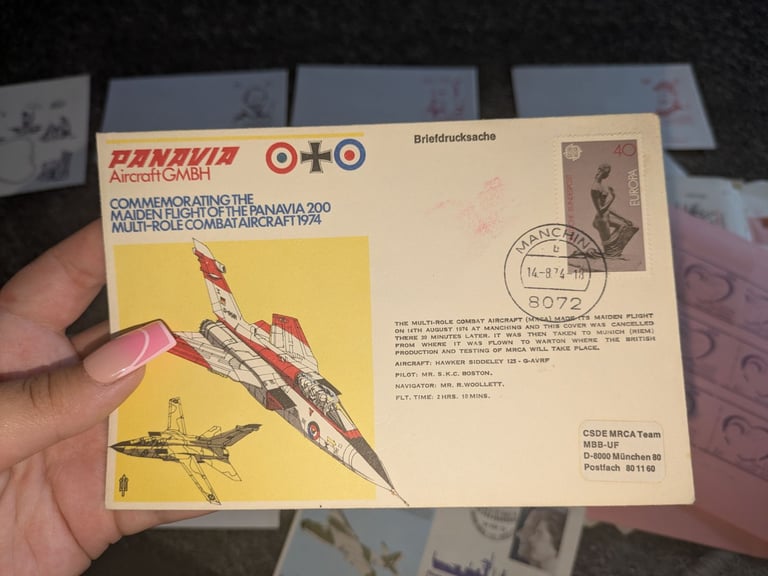 PANAVIA
Aircraft GMBH
COMMEMORATING THE
MAIDEN FLIGHT OF THE PANAVIA 200
MULTI-ROLE COMBAT AIRCRAFT 1974
Briefdrucksache
40
EUROPA
BUNDESPOST
MANCHING
b
14.-8.74-18
8072
THE MULTI-ROLE COMBAT AIRCRAFT (MRCA) MADE ITS MAIDEN FLIGHT
ON 14TH AUGUST 1974 AT MANCHING AND THIS COVER WAS CANCELLED
THERE 20 MINUTES LATER. IT WAS THEN TAKEN TO MUNICH (RIEM)
FROM WHERE IT WAS FLOWN TO WARTON WHERE THE BRITISH
PRODUCTION AND TESTING OF MRCA WILL TAKE PLACE.
AIRCRAFT: HAWKER SIDDELEY 125 - G-AVRF
PILOT: MR. S.K.C. BOSTON.
NAVIGATOR: MR. R. WOOLLETT.
FLT. TIME: 2 HRS. 10 MINS.
CSDE MRCA Team
MBB-UF
D-8000 München 80
Postfach 80 11 60